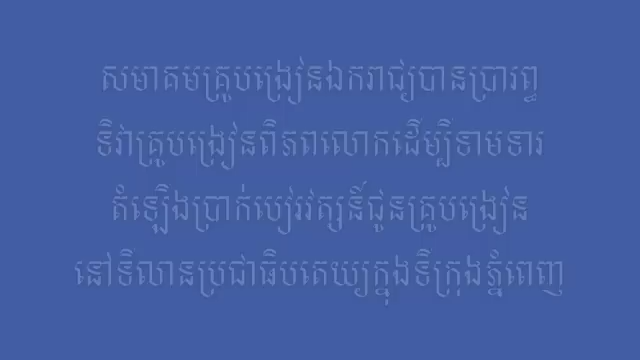 សមាគមគ្រូបង្រៀនឯករាជ្យបានប្រារព្ធ
ទិវាគ្រូបង្រៀនពិភពលោកដើម្បីទាមទារ
តំឡើងប្រាក់បៀរវត្សន៍ជូនគ្រូបង្រៀន
នៅទីលានប្រជាធិបតេយ្យក្នុងទីក្រុងភ្នំពេញ